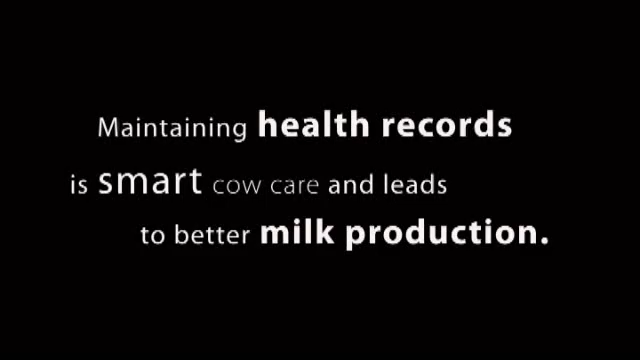 Maintaining health records
is smart cow care and leads
to better milk production.